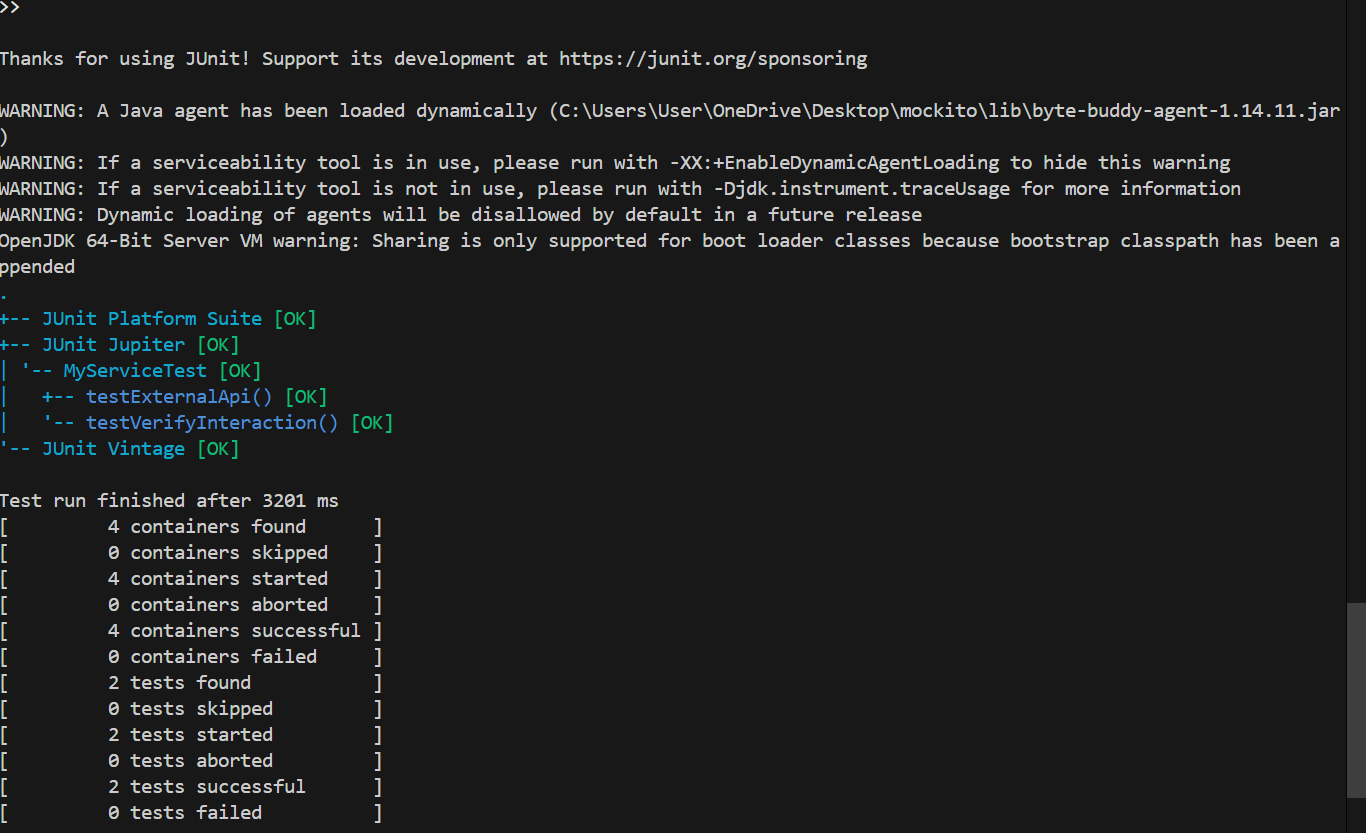 >>
Thanks for using JUnit! Support its development at https://junit.org/sponsoring
WARNING: A Java agent has been loaded dynamically (C:\Users\User\OneDrive\Desktop\mockito\lib\byte-buddy-agent-1.14.11.jar
)
WARNING: If a serviceability tool is in use, please run with -XX:+EnableDynamicAgentLoading to hide this warning
WARNING: If a serviceability tool is not in use, please run with -Djdk.instrument.traceUsage for more information
WARNING: Dynamic loading of agents will be disallowed by default in a future release
OpenJDK 64-Bit Server VM warning: Sharing is only supported for boot loader classes because bootstrap classpath has been a
ppended
.
+-- JUnit Platform Suite [OK]
+-- JUnit Jupiter [OK]
| '-- MyServiceTest [OK]
|   +-- testExternalApi() [OK]
|   '-- testVerifyInteraction() [OK]
'-- JUnit Vintage [OK]
Test run finished after 3201 ms
[         4 containers found      ]
[         0 containers skipped    ]
[         4 containers started    ]
[         0 containers aborted    ]
[         4 containers successful ]
[         0 containers failed     ]
[         2 tests found           ]
[         0 tests skipped         ]
[         2 tests started         ]
[         0 tests aborted         ]
[         2 tests successful      ]
[         0 tests failed          ]